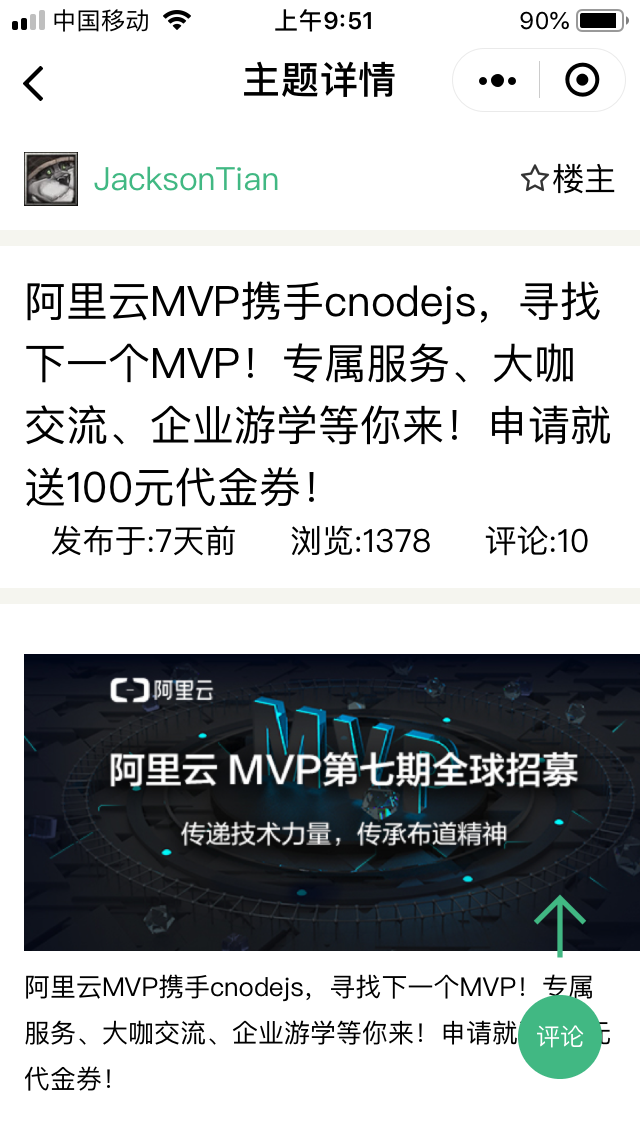 中国移动 上午9:51 90%
主题详情
JacksonTian ☆楼主
阿里云MVP携手cnodejs，寻找
下一个MVP！专属服务、大咖
交流、企业游学等你来！申请就
送100元代金券！
发布于:7天前 浏览:1378 评论:10
阿里云
MVP
阿里云 MVP第七期全球招募
传递技术力量，传承布道精神
阿里云MVP携手cnodejs，寻找下一个MVP！专属
服务、大咖交流、企业游学等你来！申请就 元
评论
代金券！